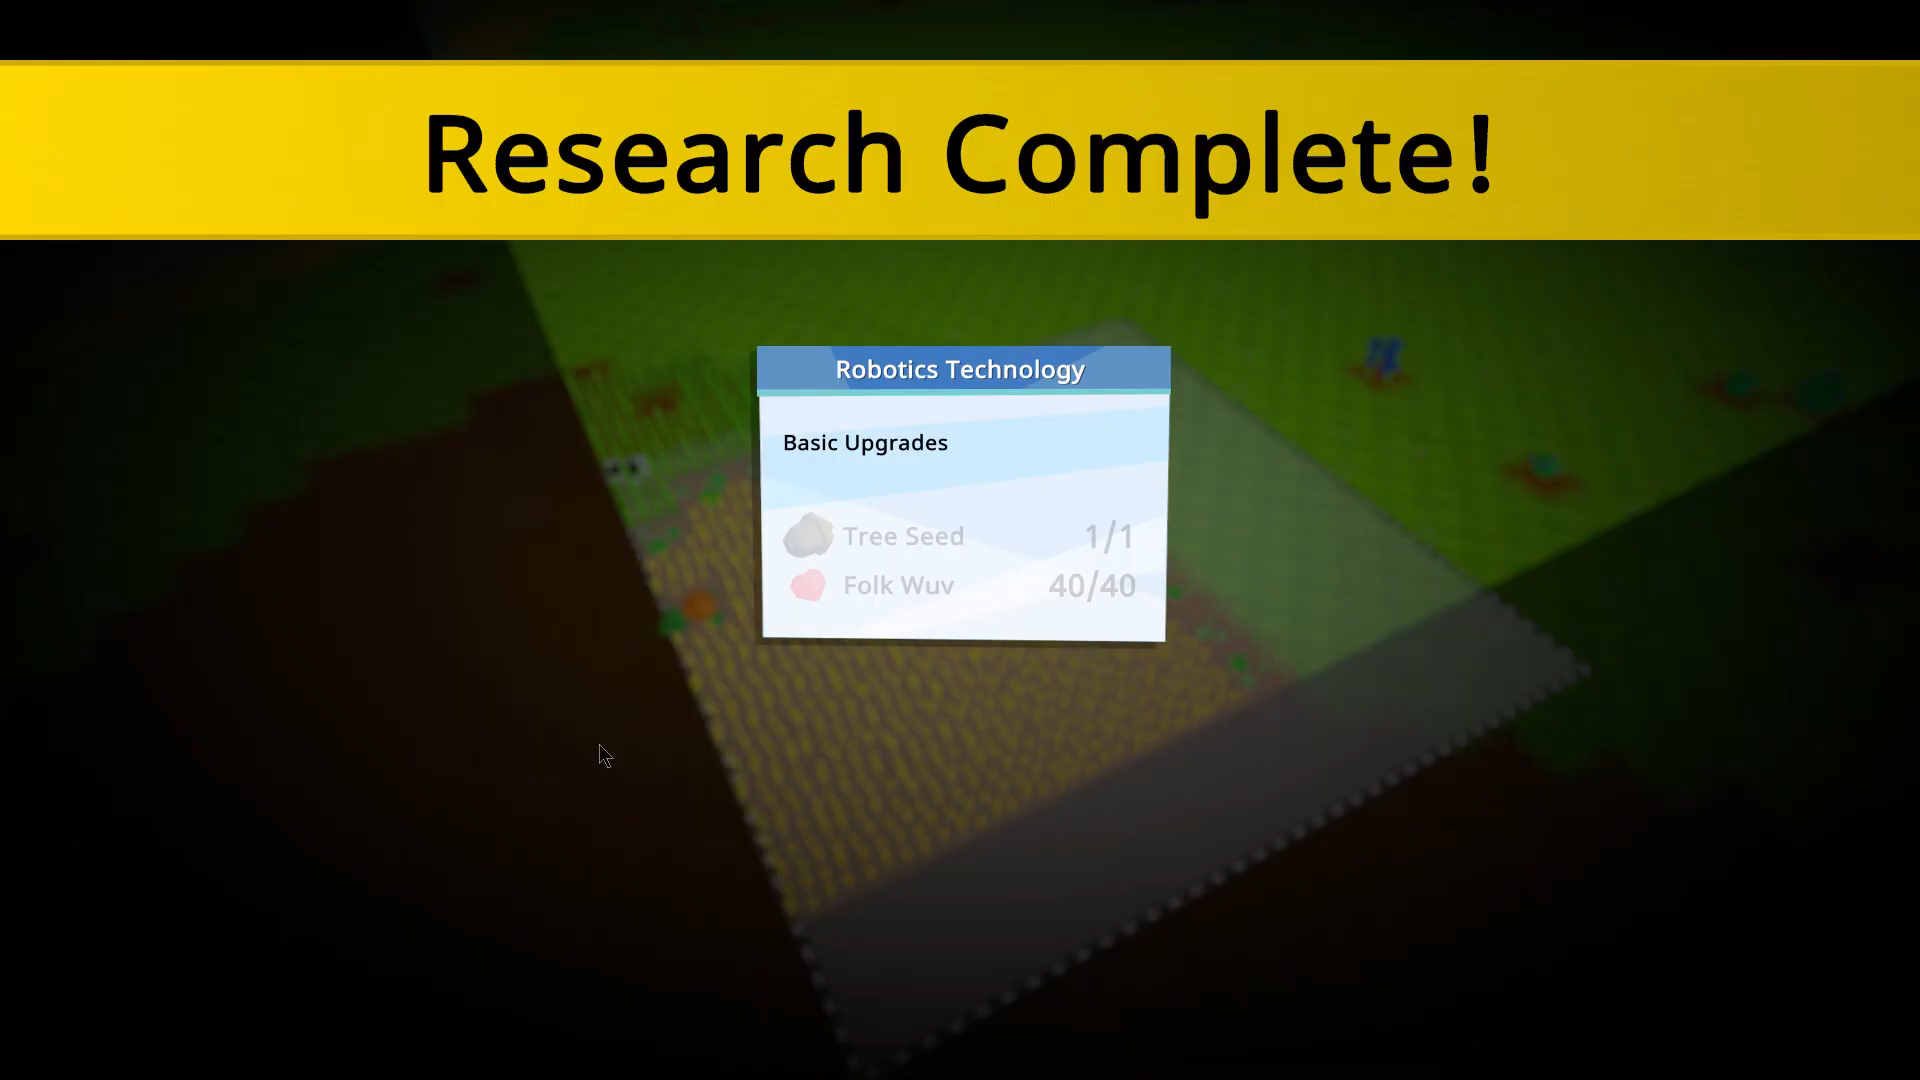 Research Complete!
Robotics Technology
Basic Upgrades
Tree Seed 1/1
Folk Wuv 40/40